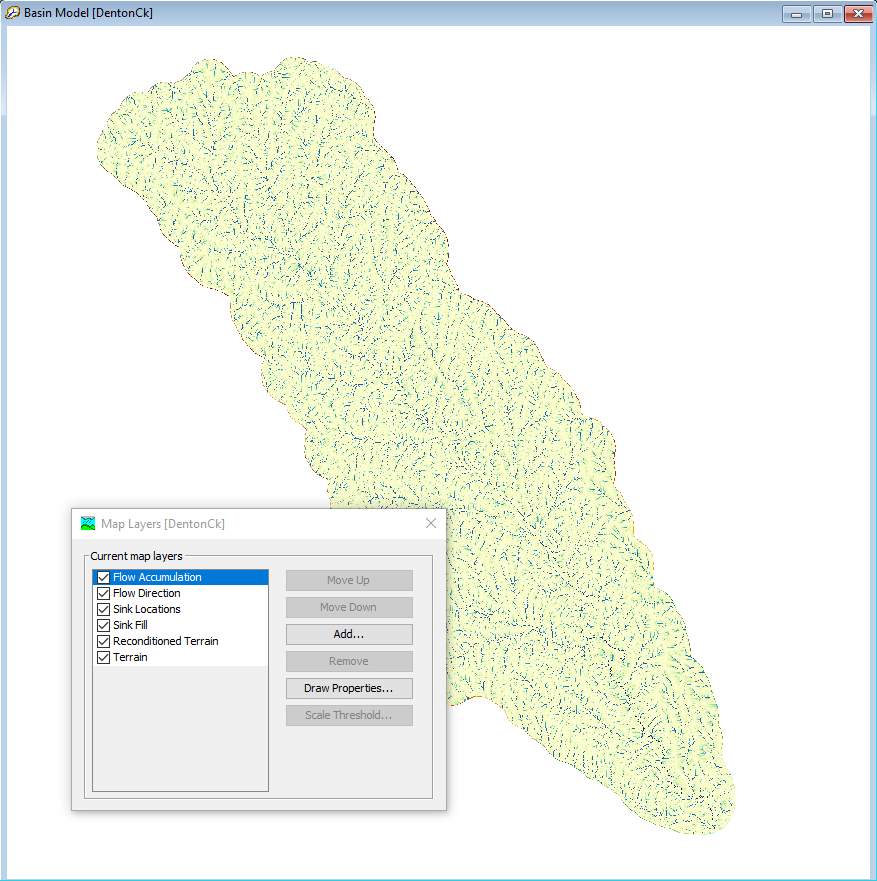 Basin Model [DentonCk]
Map Layers [DentonCk]
Current map layers
Flow Accumulation
Flow Direction
Sink Locations
Sink Fill
Reconditioned Terrain
Terrain
Move Up
Move Down
Add...
Remove
Draw Properties...
Scale Threshold...